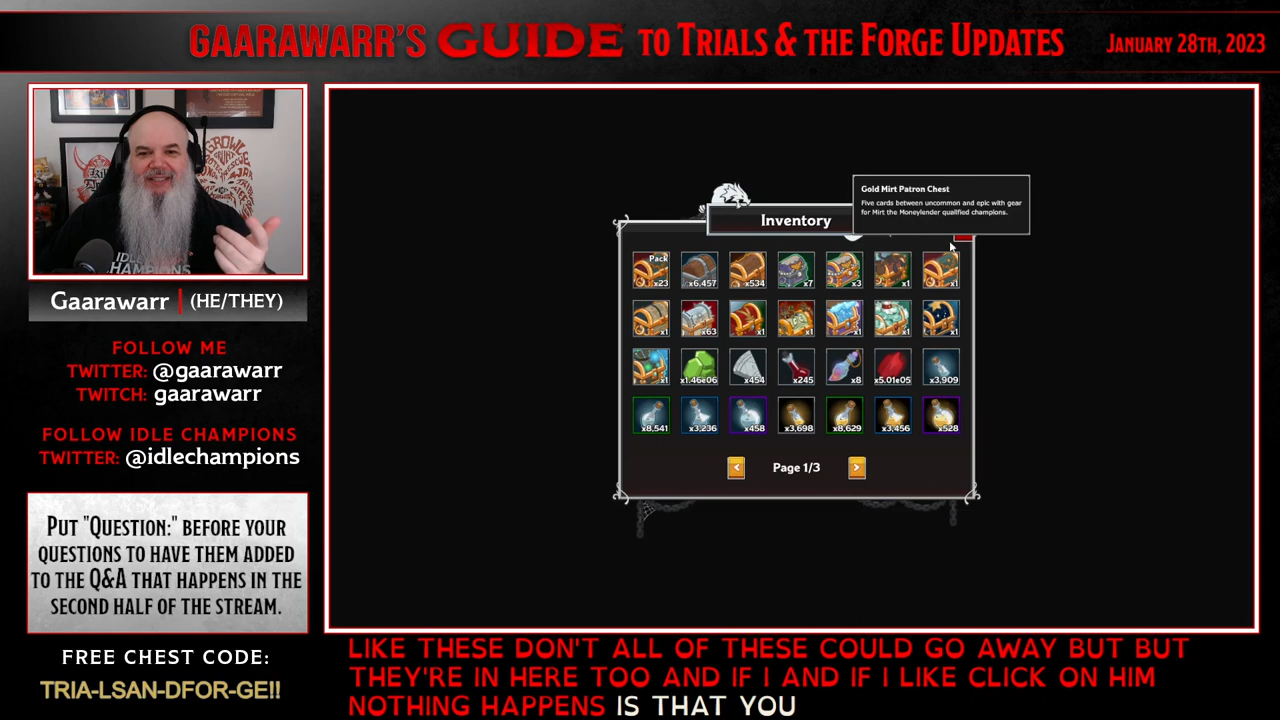 GAARAWARR'S GUIDE TO TRIALS & THE FORGE UPDATES
JANUARY 28TH, 2023
Gaarawarr | (HE/THEY)
FOLLOW ME
TWITTER: @gaarawarr
TWITCH: gaarawarr
FOLLOW IDLE CHAMPIONS
TWITTER: @idlechampions
PUT "QUESTION:" BEFORE YOUR
QUESTIONS TO HAVE THEM ADDED
TO THE Q&A THAT HAPPENS IN THE
SECOND HALF OF THE STREAM.
FREE CHEST CODE:
TRIA-LSAN-DFOR-GE!!
Gold Mirt Patron Chest
Five cards between uncommon and epic with gear
for Mirt the Moneylender qualified champions.
Inventory
Pack
x23 x6,457 x534 x7 x3 x1 x1
x1 x63 x1 x1 x1 x1 x1
x1 x1.46e06 x454 x245 x8 x5.01e05 x3,909
x8,541 x3,236 x458 x3,698 x8,629 x3,456 x528
Page 1/3
LIKE THESE DON'T ALL OF THESE COULD GO AWAY BUT BUT
THEY'RE IN HERE TOO AND IF I AND IF I LIKE CLICK ON HIM
NOTHING HAPPENS IS THAT YOU